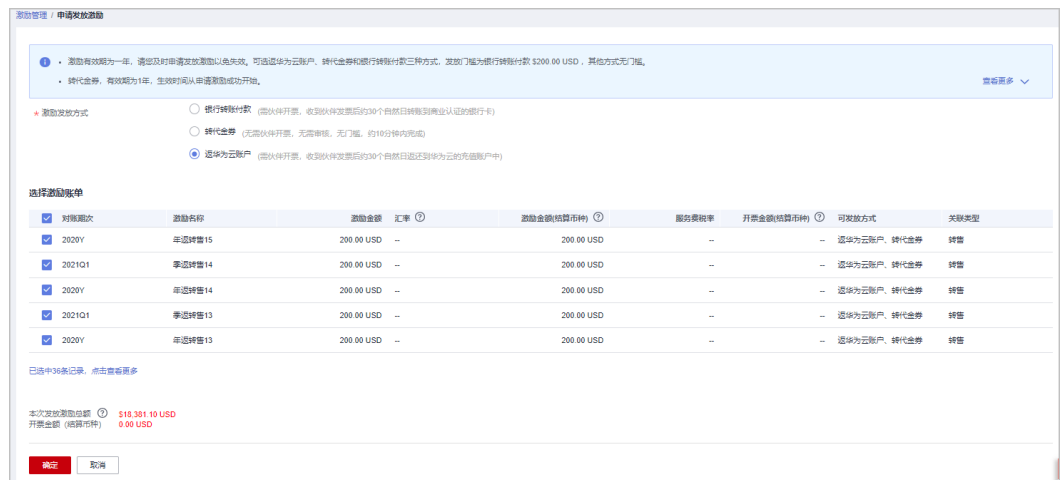 激励管理 / 申请发放激励
• 激励有效期为一年，请您及时申请发放激励以免失效。可选返华为云账户、转代金券和银行转账付款三种方式，发放门槛为银行转账付款 $200.00 USD ，其他方式无门槛。
• 转代金券，有效期为1年，生效时间从申请激励成功开始。 查看更多
* 激励发放方式 银行转账付款 (需伙伴开票，收到伙伴发票后约30个自然日转账到商业认证的银行卡)
转代金券 (无需伙伴开票，无需审核，无门槛，约10分钟内完成)
返华为云账户 (需伙伴开票，收到伙伴发票后约30个自然日返还到华为云的充值账户中)
选择激励账单
对账期次 激励名称 激励金额 汇率 ? 激励金额(结算币种) ? 服务费税率 开票金额(结算币种) ? 可发放方式 关联类型
2020Y 年返转售15 200.00 USD -- 200.00 USD -- -- 返华为云账户、转代金券 转售
2021Q1 季返转售14 200.00 USD -- 200.00 USD -- -- 返华为云账户、转代金券 转售
2020Y 年返转售14 200.00 USD -- 200.00 USD -- -- 返华为云账户、转代金券 转售
2021Q1 季返转售13 200.00 USD -- 200.00 USD -- -- 返华为云账户、转代金券 转售
2020Y 年返转售13 200.00 USD -- 200.00 USD -- -- 返华为云账户、转代金券 转售
已选中36条记录，点击查看更多
本次发放激励总额 ? $18,381.10 USD
开票金额 (结算币种) 0.00 USD
确定 取消